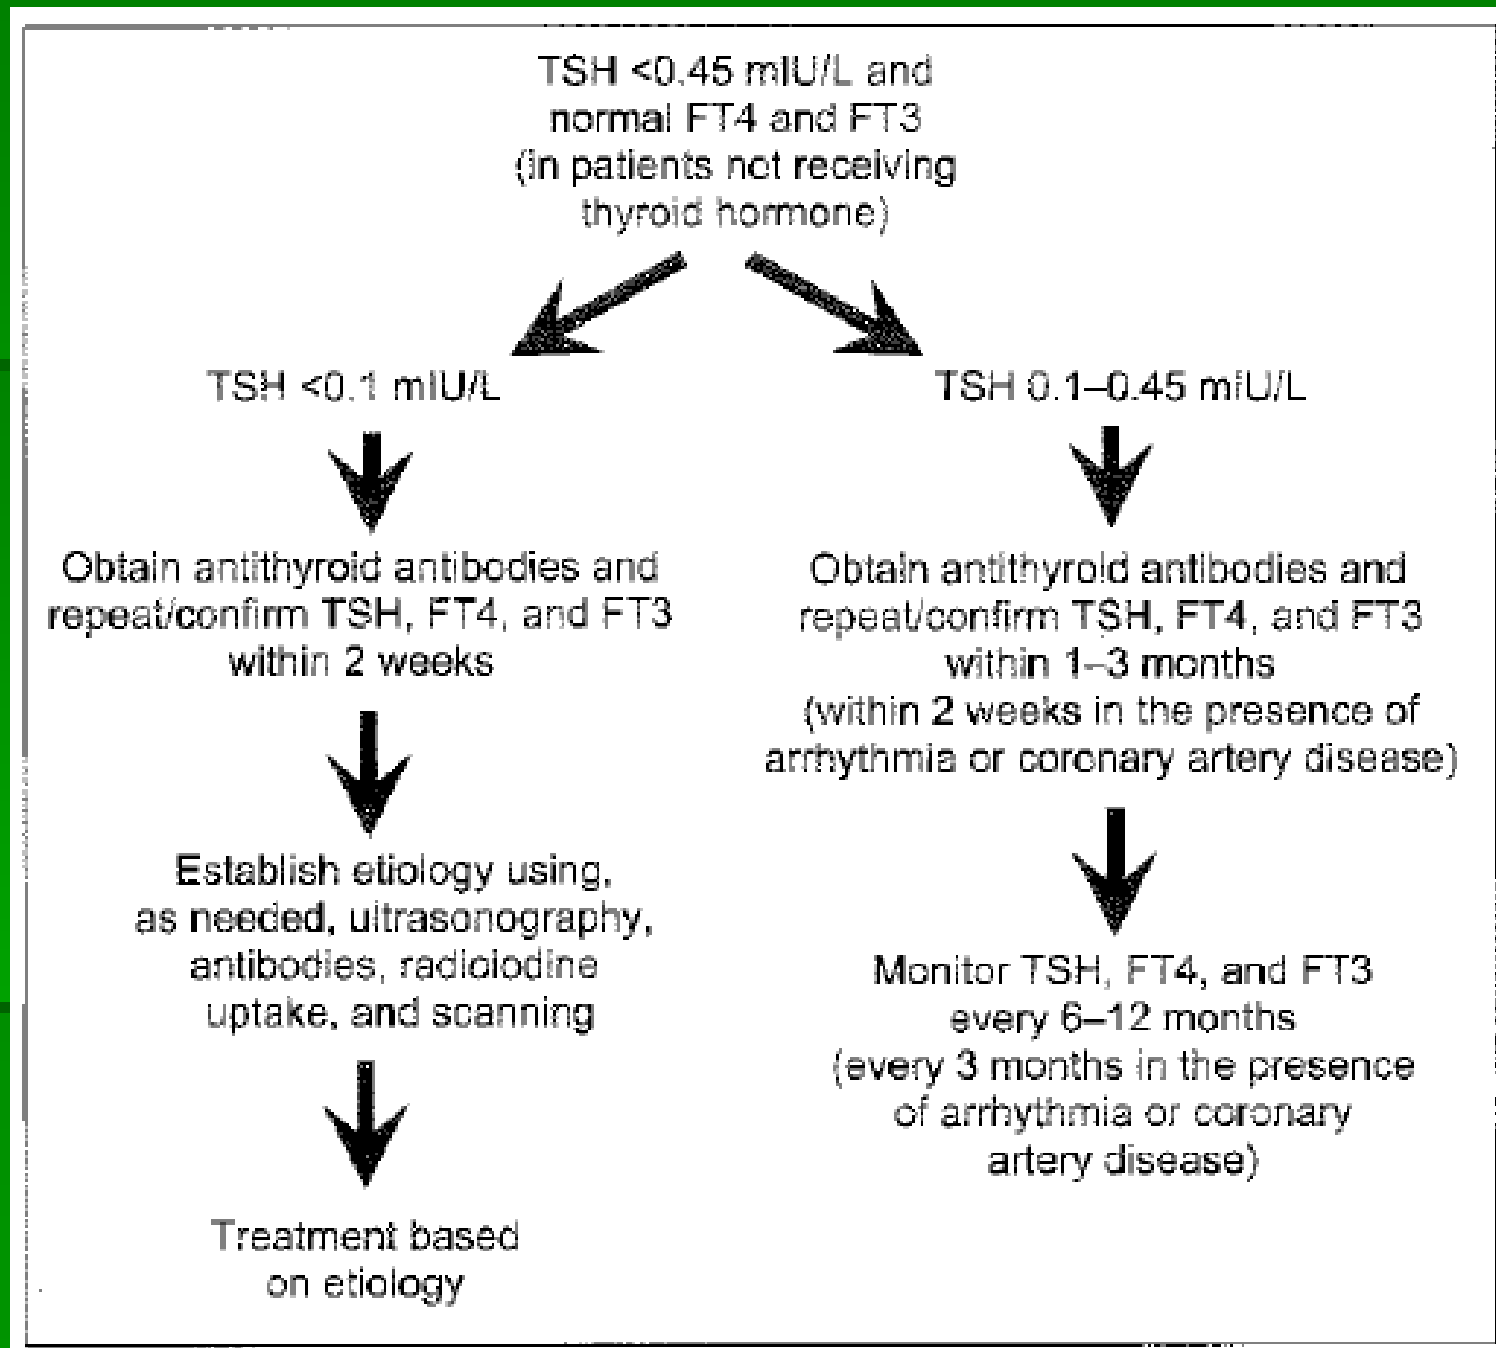 TSH <0.45 mIU/L and
normal FT4 and FT3
(in patients not receiving
thyroid hormone)
TSH <0.1 mIU/L
Obtain antithyroid antibodies and
repeat/confirm TSH, FT4, and FT3
within 2 weeks
Establish etiology using,
as needed, ultrasonography,
antibodies, radioiodine
uptake, and scanning
Treatment based
on etiology
TSH 0.1–0.45 mIU/L
Obtain antithyroid antibodies and
repeat/confirm TSH, FT4, and FT3
within 1–3 months
(within 2 weeks in the presence of
arrhythmia or coronary artery disease)
Monitor TSH, FT4, and FT3
every 6–12 months
(every 3 months in the presence
of arrhythmia or coronary
artery disease)